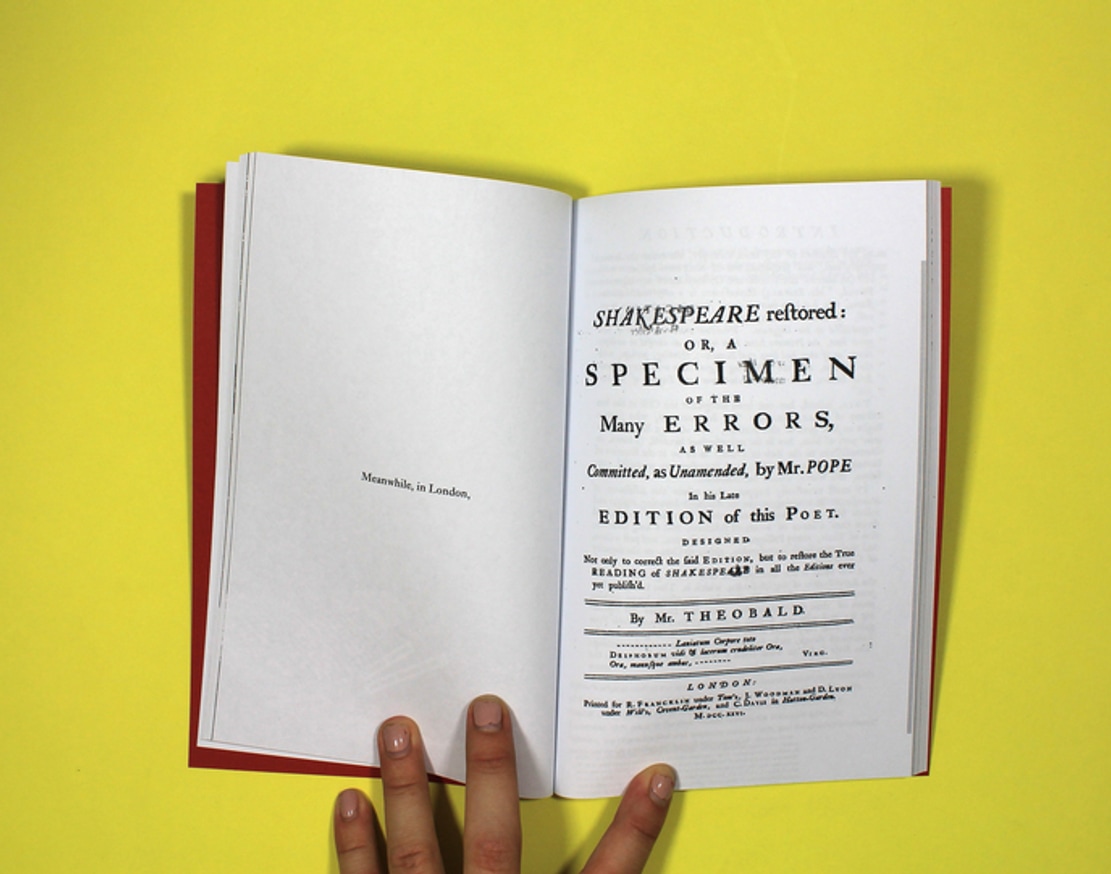 Meanwhile, in London,
SHAKESPEARE reſtored:
OR, A
SPECIMEN
OF THE
Many ERRORS,
AS WELL
Committed, as Unamended, by Mr. POPE
In his Late
EDITION of this POET.
DESIGNED
Not only to correct the ſaid EDITION, but to reſtore the True
READING of SHAKESPEARE in all the Editions ever
yet publiſh'd.
By Mr. THEOBALD.
------------ Laniatum Corpore toto
DEIPHOBUM vidi & lacerum crudeliter Ora,
Ora, manuſque ambas, -------- VIRG.
LONDON:
Printed for R. FRANCKLIN under Tom's, J. WOODMAN and D. LYON
under Will's, Covent-Garden, and C. DAVIS in Hatton-Garden.
M.DCC.XXVI.
INTRODUCTION